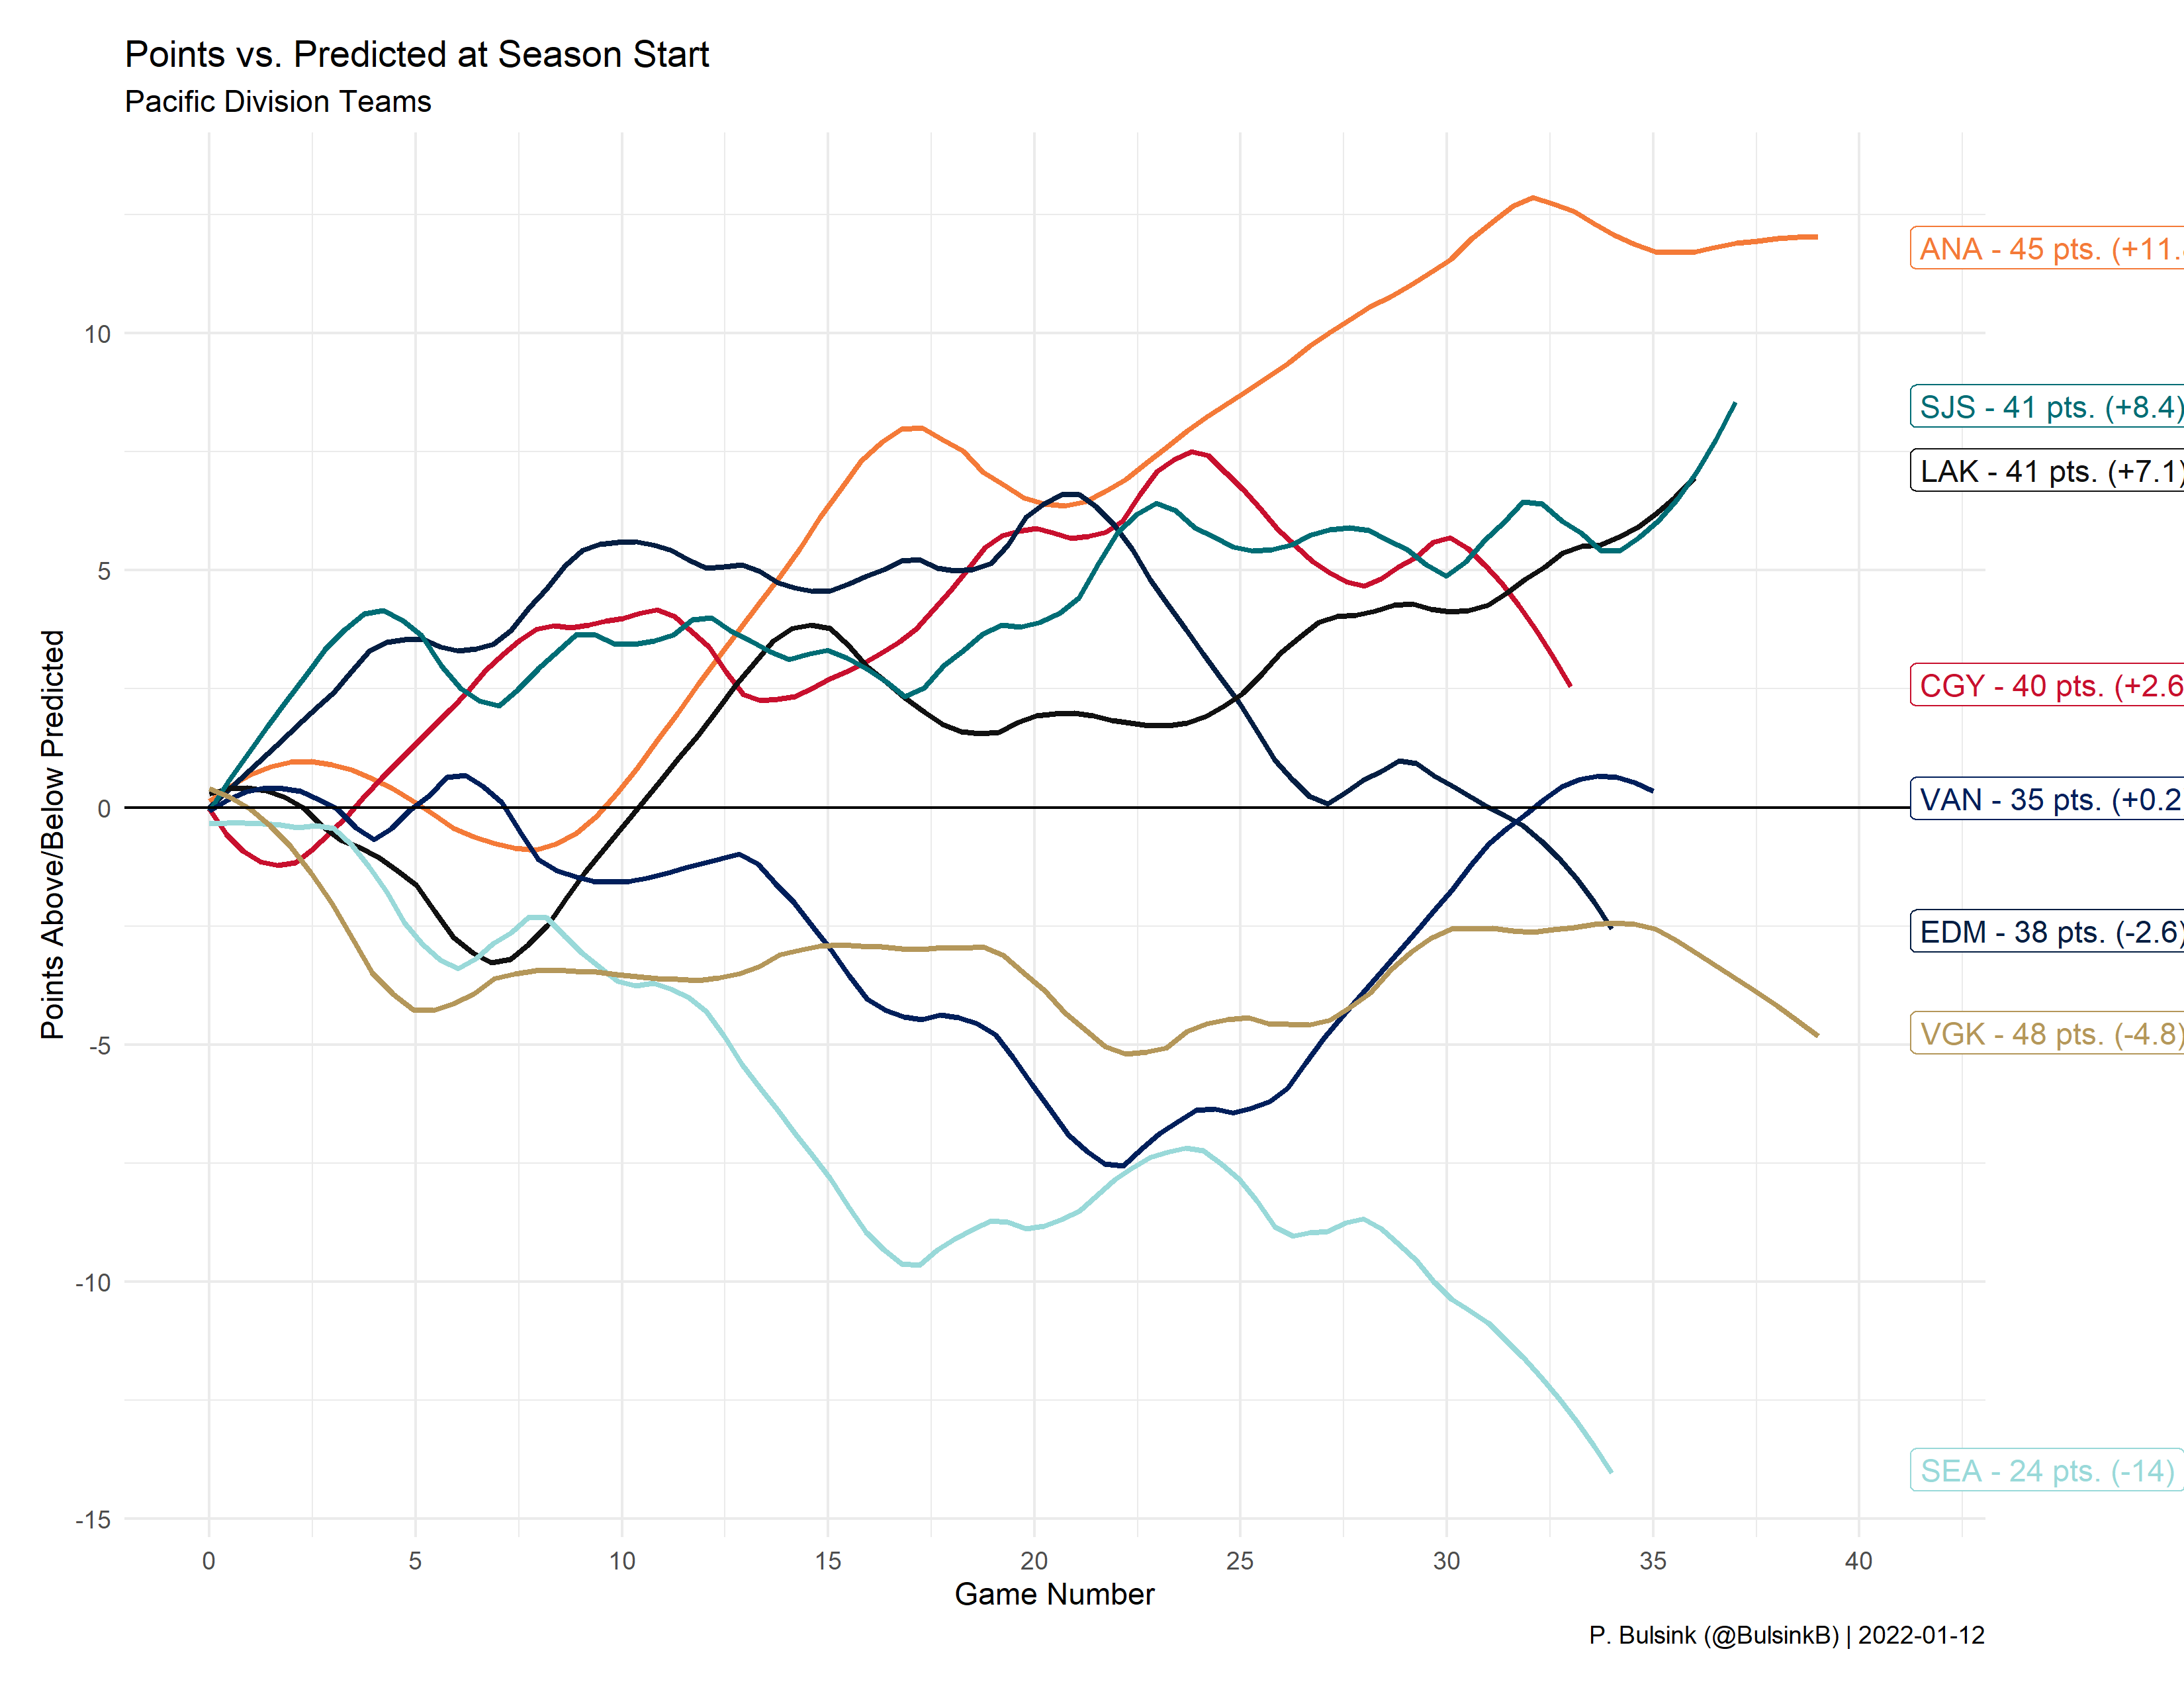 Points vs. Predicted at Season Start
Pacific Division Teams
Points Above/Below Predicted
10
5
0
-5
-10
-15
ANA - 45 pts. (+11.
SJS - 41 pts. (+8.4)
LAK - 41 pts. (+7.1)
CGY - 40 pts. (+2.6
VAN - 35 pts. (+0.2
EDM - 38 pts. (-2.6)
VGK - 48 pts. (-4.8)
SEA - 24 pts. (-14)
0 5 10 15 20 25 30 35 40
Game Number
P. Bulsink (@BulsinkB) | 2022-01-12